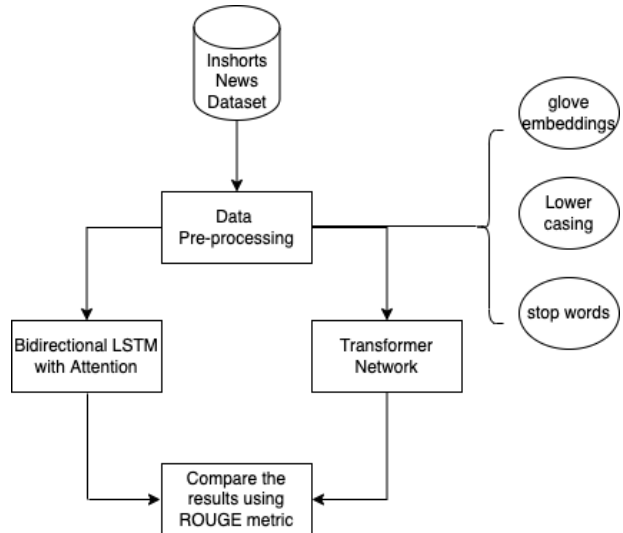 Inshorts
News
Dataset
glove
embeddings
Data
Pre-processing
Lower
casing
stop words
Bidirectional LSTM
with Attention
Transformer
Network
Compare the
results using
ROUGE metric